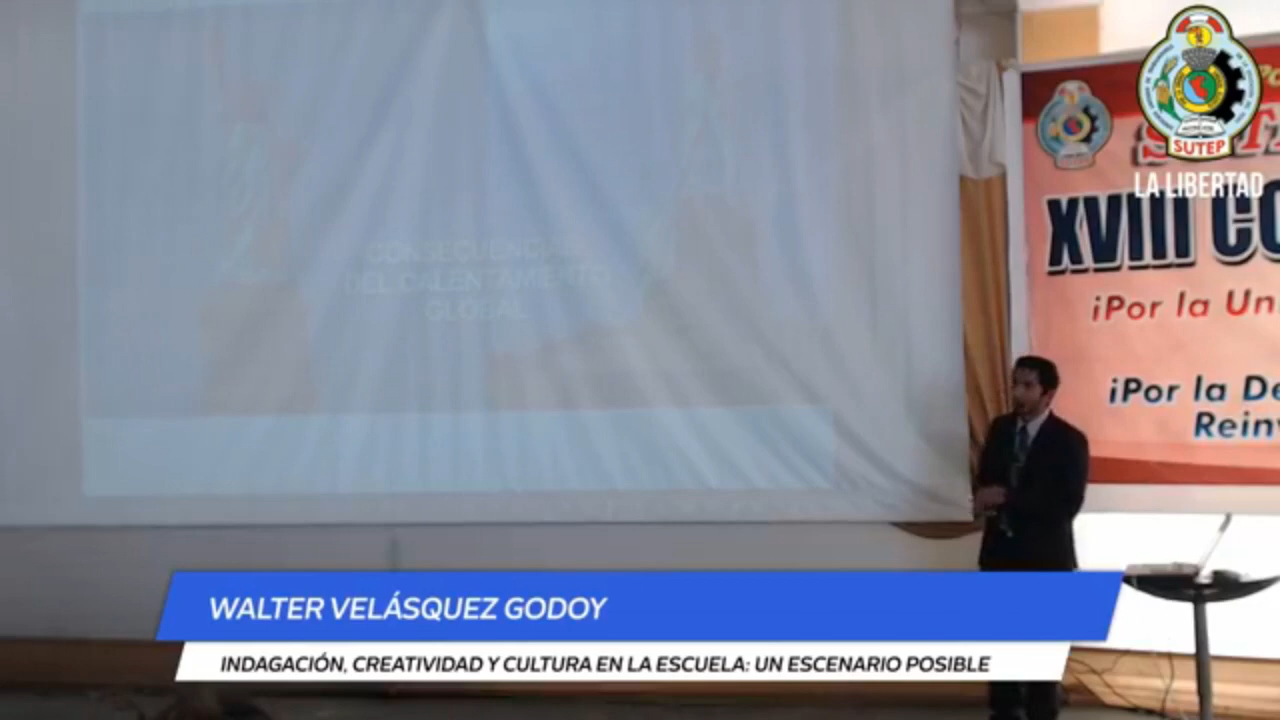 CONSECUENCIAS
DEL CALENTAMIENTO
GLOBAL
SUTEP
LA LIBERTAD
XVIII CO
¡Por la Un
¡Por la De
Rein
WALTER VELÁSQUEZ GODOY
INDAGACIÓN, CREATIVIDAD Y CULTURA EN LA ESCUELA: UN ESCENARIO POSIBLE